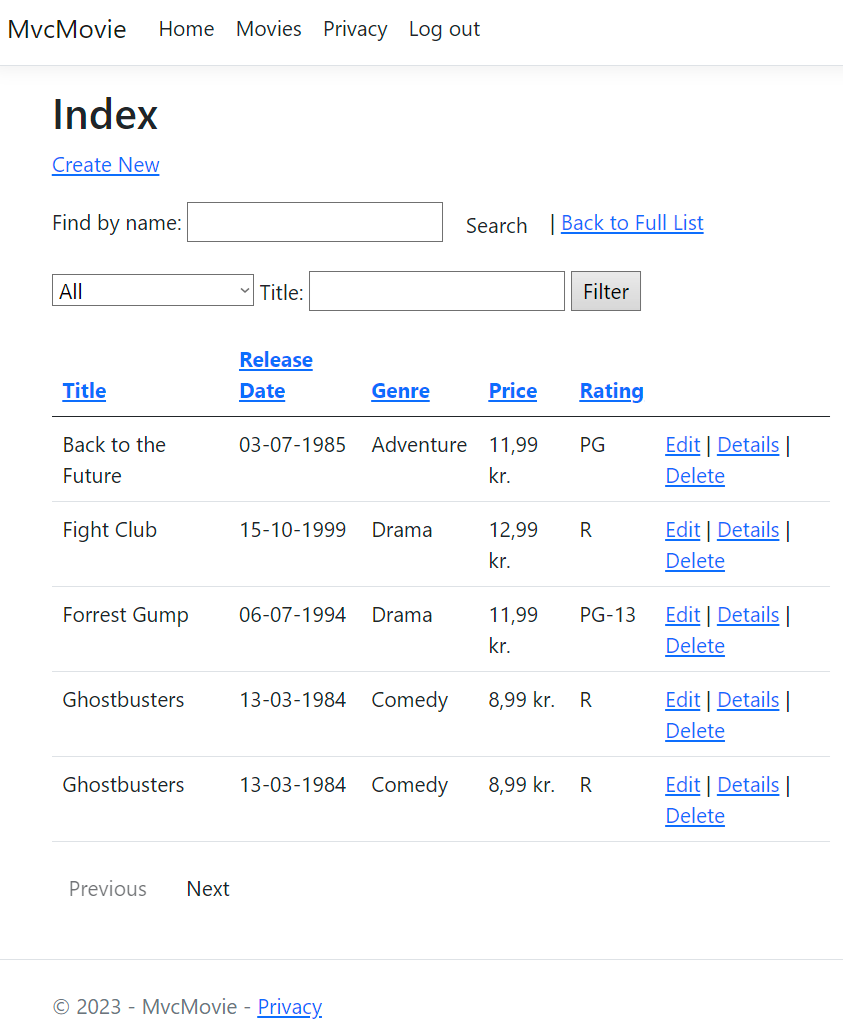 MvcMovie Home Movies Privacy Log out
Index
Create New
Find by name: Search | Back to Full List
All Title: Filter
Release
Title Date Genre Price Rating
Back to the 03-07-1985 Adventure 11,99 PG Edit | Details |
Future kr. Delete
Fight Club 15-10-1999 Drama 12,99 R Edit | Details |
kr. Delete
Forrest Gump 06-07-1994 Drama 11,99 PG-13 Edit | Details |
kr. Delete
Ghostbusters 13-03-1984 Comedy 8,99 kr. R Edit | Details |
Delete
Ghostbusters 13-03-1984 Comedy 8,99 kr. R Edit | Details |
Delete
Previous Next
© 2023 - MvcMovie - Privacy